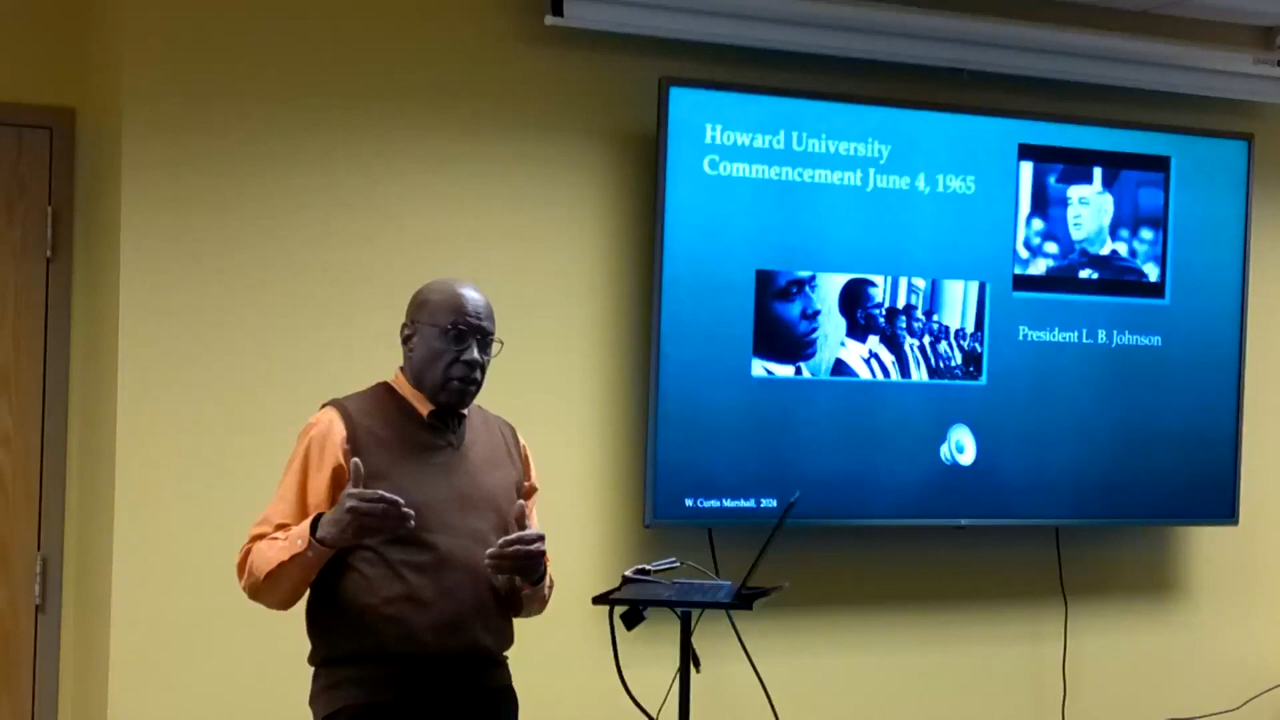 Howard University
Commencement June 4, 1965
President L. B. Johnson
W. Curtis Marshall, 2024